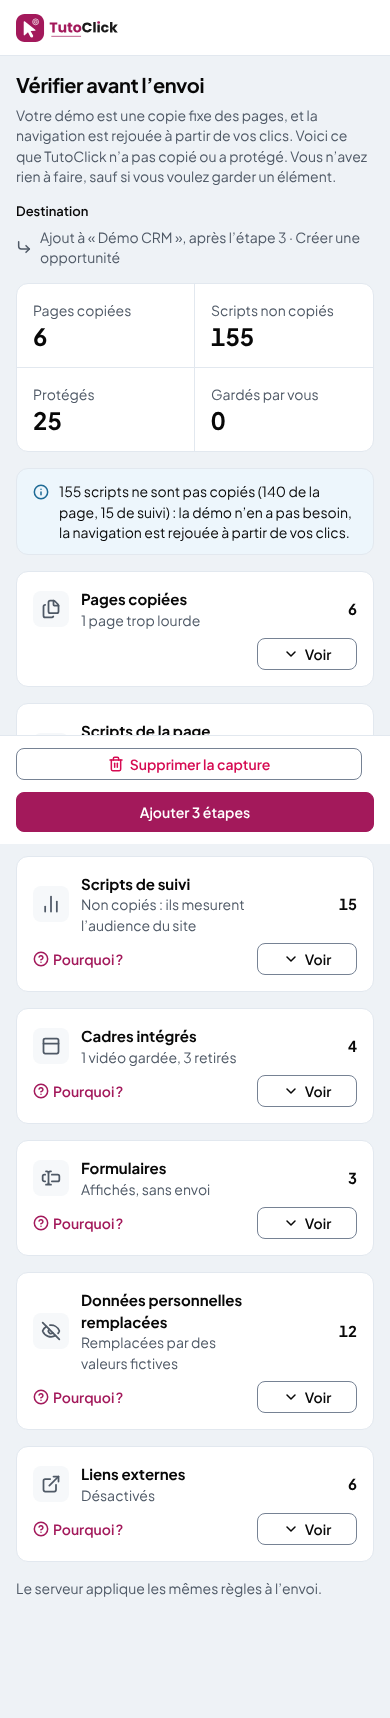 TutoClick
Vérifier avant l’envoi
Votre démo est une copie fixe des pages, et la
navigation est rejouée à partir de vos clics. Voici ce
que TutoClick n’a pas copié ou a protégé. Vous n’avez
rien à faire, sauf si vous voulez garder un élément.
Destination
Ajout à « Démo CRM », après l’étape 3 · Créer une
opportunité
Pages copiées
6
Scripts non copiés
155
Protégés
25
Gardés par vous
0
155 scripts ne sont pas copiés (140 de la
page, 15 de suivi) : la démo n’en a pas besoin,
la navigation est rejouée à partir de vos clics.
Pages copiées
1 page trop lourde
6
Voir
Scripts de la page
Supprimer la capture
Ajouter 3 étapes
Scripts de suivi
Non copiés : ils mesurent
l’audience du site
15
Pourquoi ?
Voir
Cadres intégrés
1 vidéo gardée, 3 retirés
4
Pourquoi ?
Voir
Formulaires
Affichés, sans envoi
3
Pourquoi ?
Voir
Données personnelles
remplacées
Remplacées par des
valeurs fictives
12
Pourquoi ?
Voir
Liens externes
Désactivés
6
Pourquoi ?
Voir
Le serveur applique les mêmes règles à l’envoi.